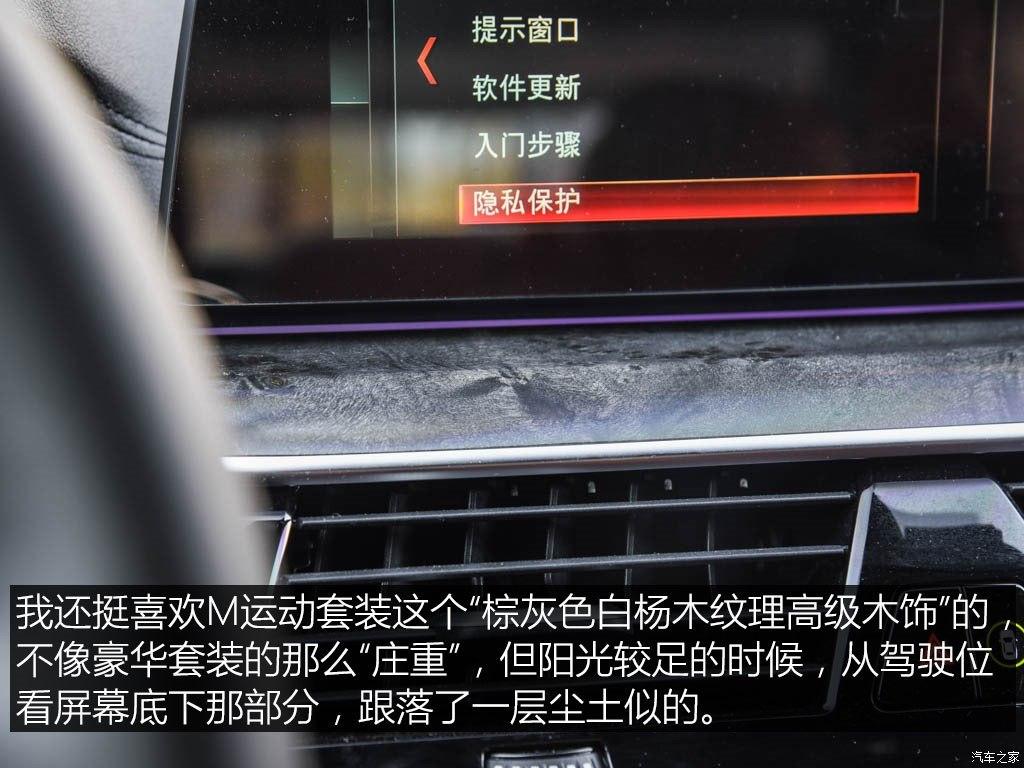 提示窗口
软件更新
入门步骤
隐私保护
我还挺喜欢M运动套装这个“棕灰色白杨木纹理高级木饰”的，
不像豪华套装的那么“庄重”，但阳光较足的时候，从驾驶位
看屏幕底下那部分，跟落了一层尘土似的。
汽车之家